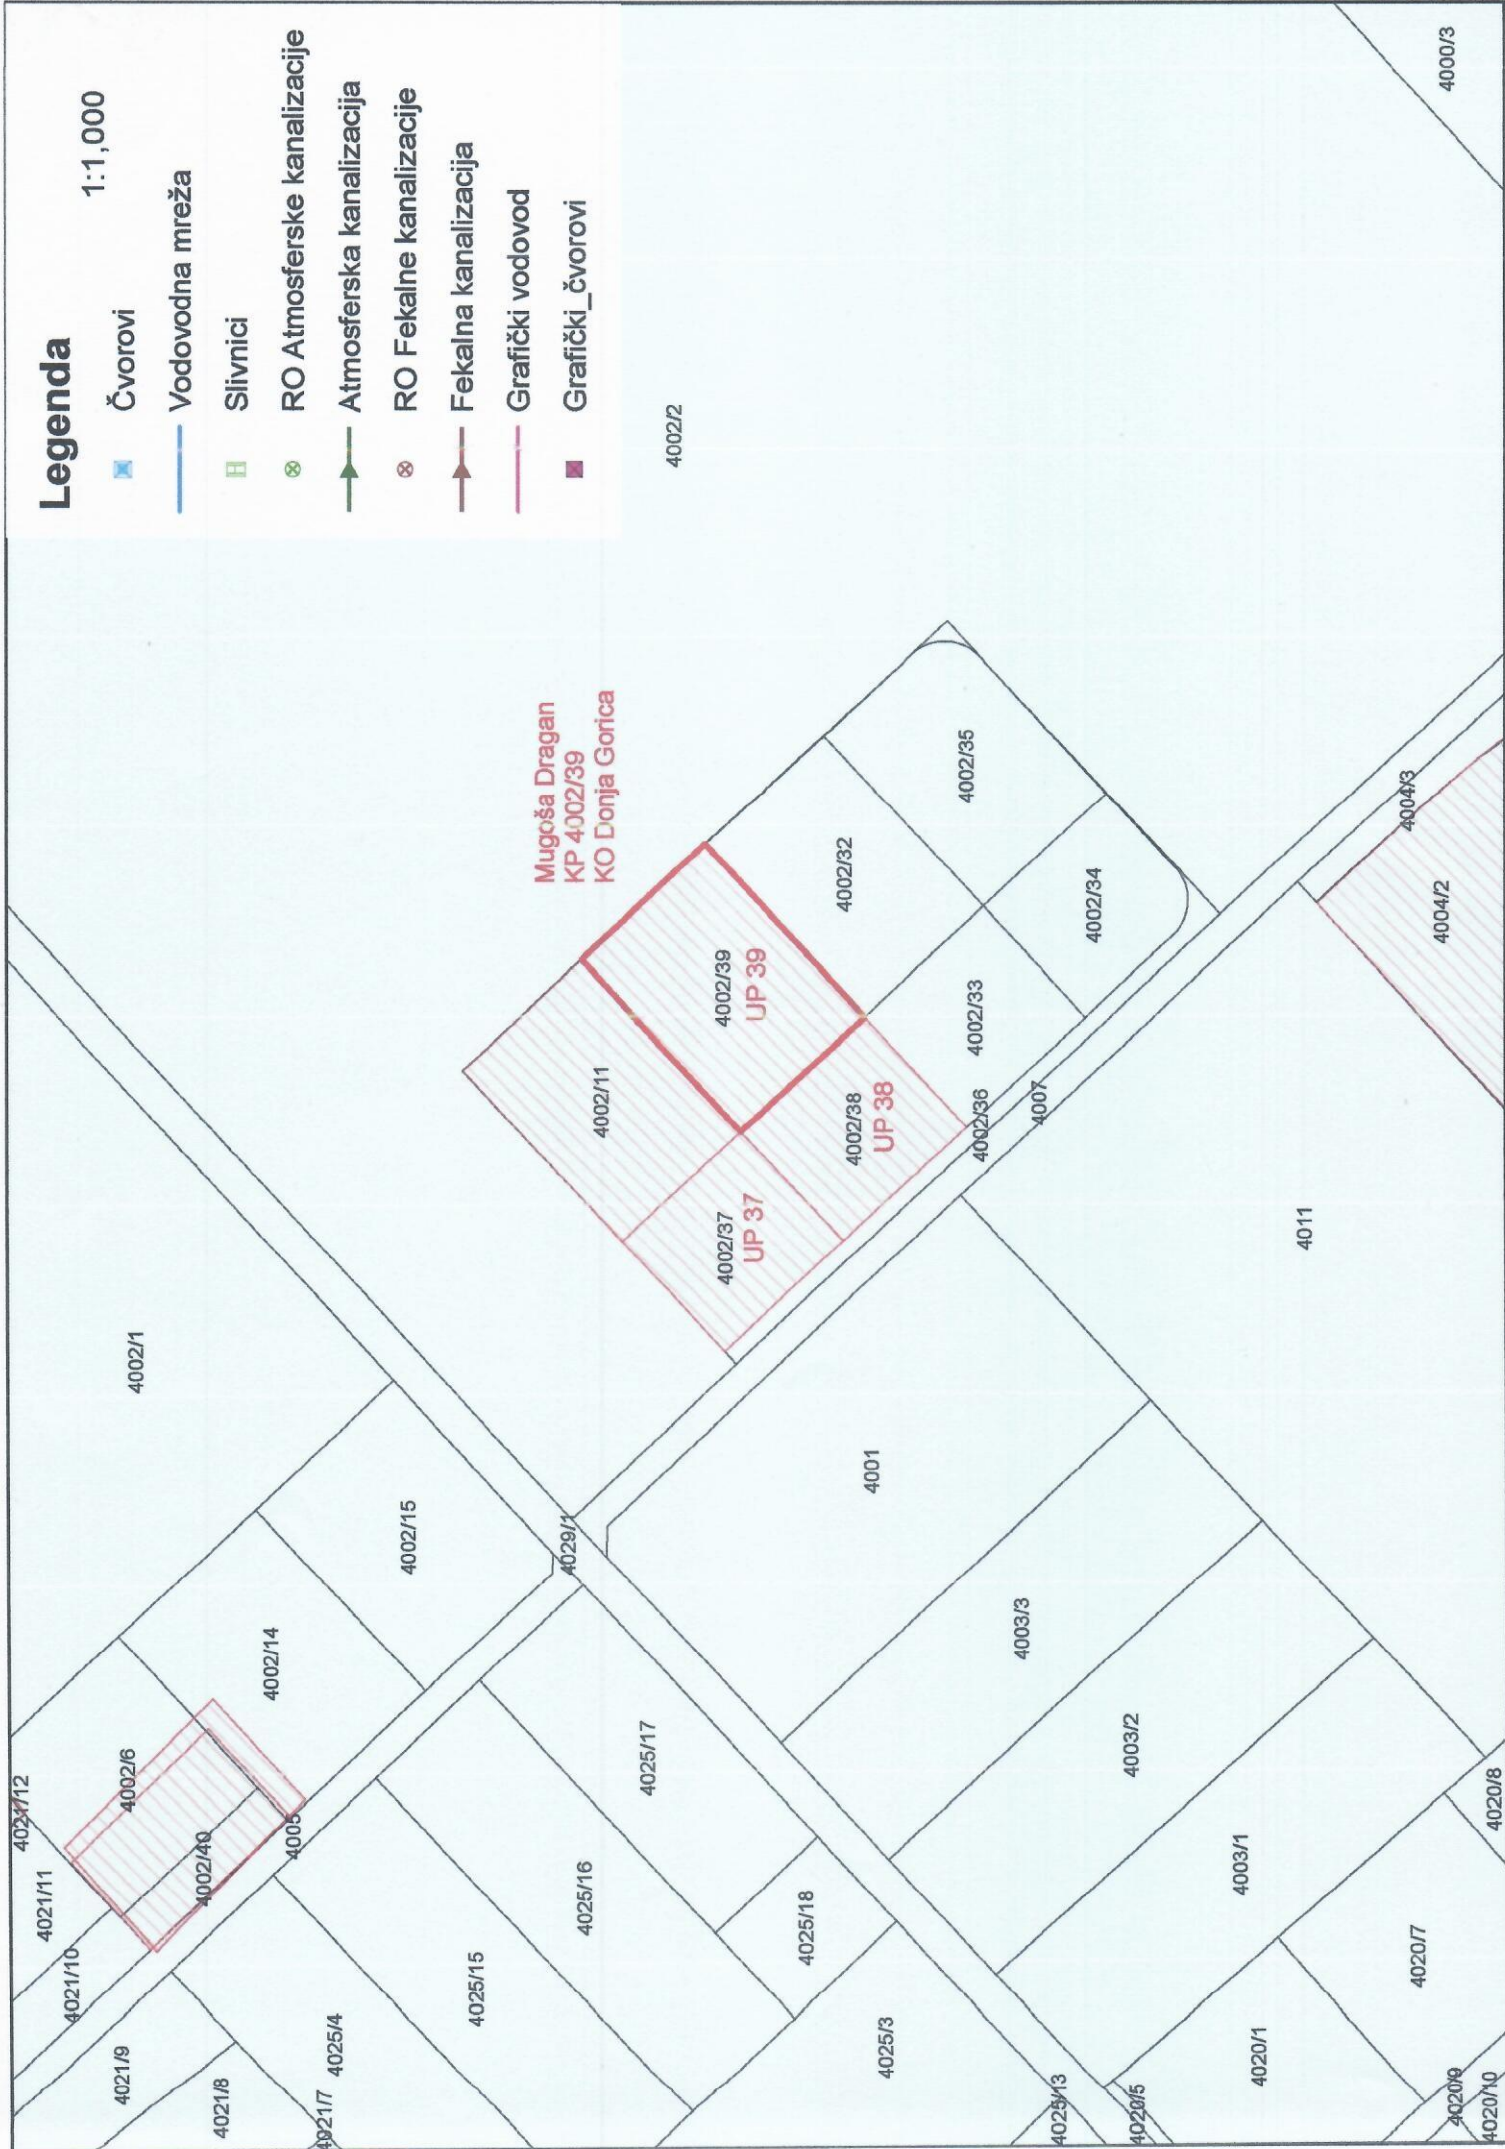 Legenda
1:1,000
Čvorovi
Vodovodna mreža
Slivnici
RO Atmosferske kanalizacije
Atmosferska kanalizacija
RO Fekalne kanalizacije
Fekalna kanalizacija
Grafički vodovod
Grafički_čvorovi
4000/3
4002/2
Mugoša Dragan
KP 4002/39
KO Donja Gorica
4002/35
4002/32
4002/34
4002/33
4004/3
4004/2
4002/39
UP 39
4002/11
4002/38
UP 38
4002/36
4007
4002/37
UP 37
4011
4002/1
4001
4002/15
4029/1
4002/14
4003/3
4003/2
4003/1
4002/6
4002/40
4005
4021/12
4021/11
4021/10
4021/9
4021/8
4021/7
4025/4
4025/15
4025/16
4025/17
4025/18
4025/3
4025/13
4020/5
4020/1
4020/7
4020/8
4020/9
4020/10